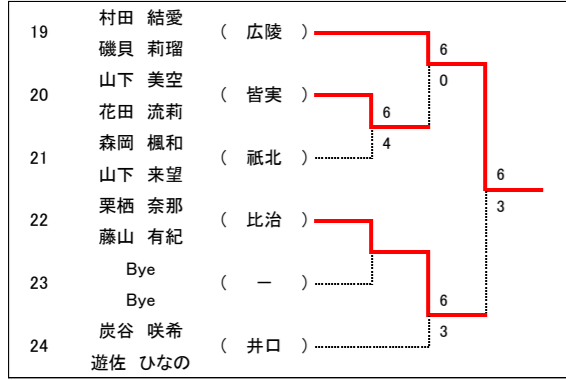 村田 結愛
19 ( 広陵 )
磯貝 莉瑠
6
0
山下 美空
20 ( 皆実 )
花田 流莉
6
4
森岡 楓和
21 ( 祇北 )
山下 来望
6
3
栗栖 奈那
22 ( 比治 )
藤山 有紀
Bye
23 ( ー )
Bye
6
3
炭谷 咲希
24 ( 井口 )
遊佐 ひなの